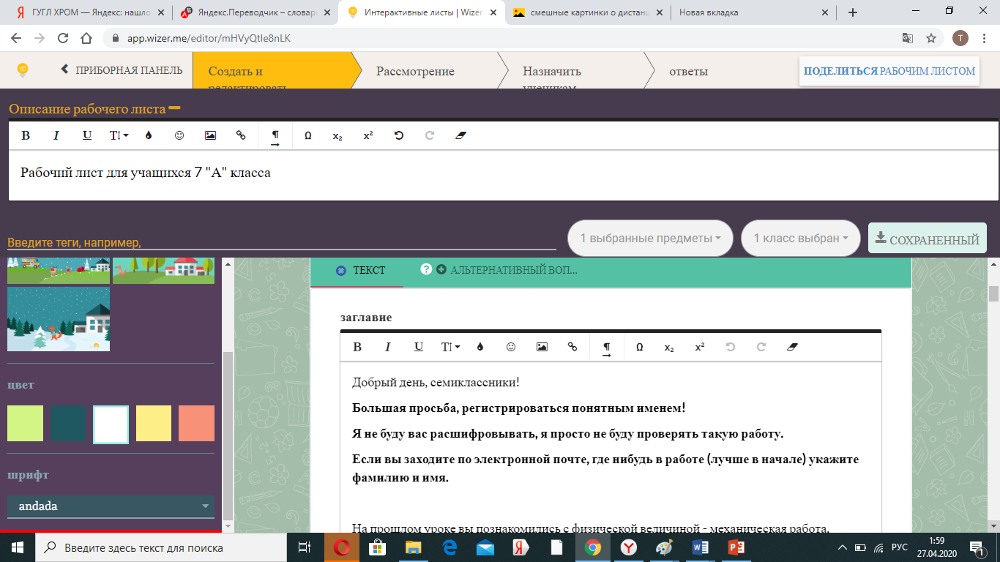 ГУГЛ ХРОМ — Яндекс: нашло
Яндекс.Переводчик – словарь
Интерактивные листы | Wizer
смешные картинки о дистанц
Новая вкладка
app.wizer.me/editor/mHVyQtle8nLK
T
ПРИБОРНАЯ ПАНЕЛЬ
Создать и редактировать
Рассмотрение
Назначить ученикам
ответы
ПОДЕЛИТЬСЯ РАБОЧИМ ЛИСТОМ
Описание рабочего листа
B I U T ¶ Ω x₂ x²
Рабочий лист для учащихся 7 "А" класса
Введите теги, например,
1 выбранные предметы
1 класс выбран
СОХРАНЕННЫЙ
ТЕКСТ
АЛЬТЕРНАТИВНЫЙ ВОП...
заглавие
B I U T ¶ Ω x₂ x²
Добрый день, семиклассники!
Большая просьба, регистрироваться понятным именем!
Я не буду вас расшифровывать, я просто не буду проверять такую работу.
Если вы заходите по электронной почте, где нибудь в работе (лучше в начале) укажите
фамилию и имя.
На прошлом уроке вы познакомились с физической величиной - механическая работа.
цвет
шрифт
andada
Введите здесь текст для поиска
РУС
1:59
27.04.2020
1